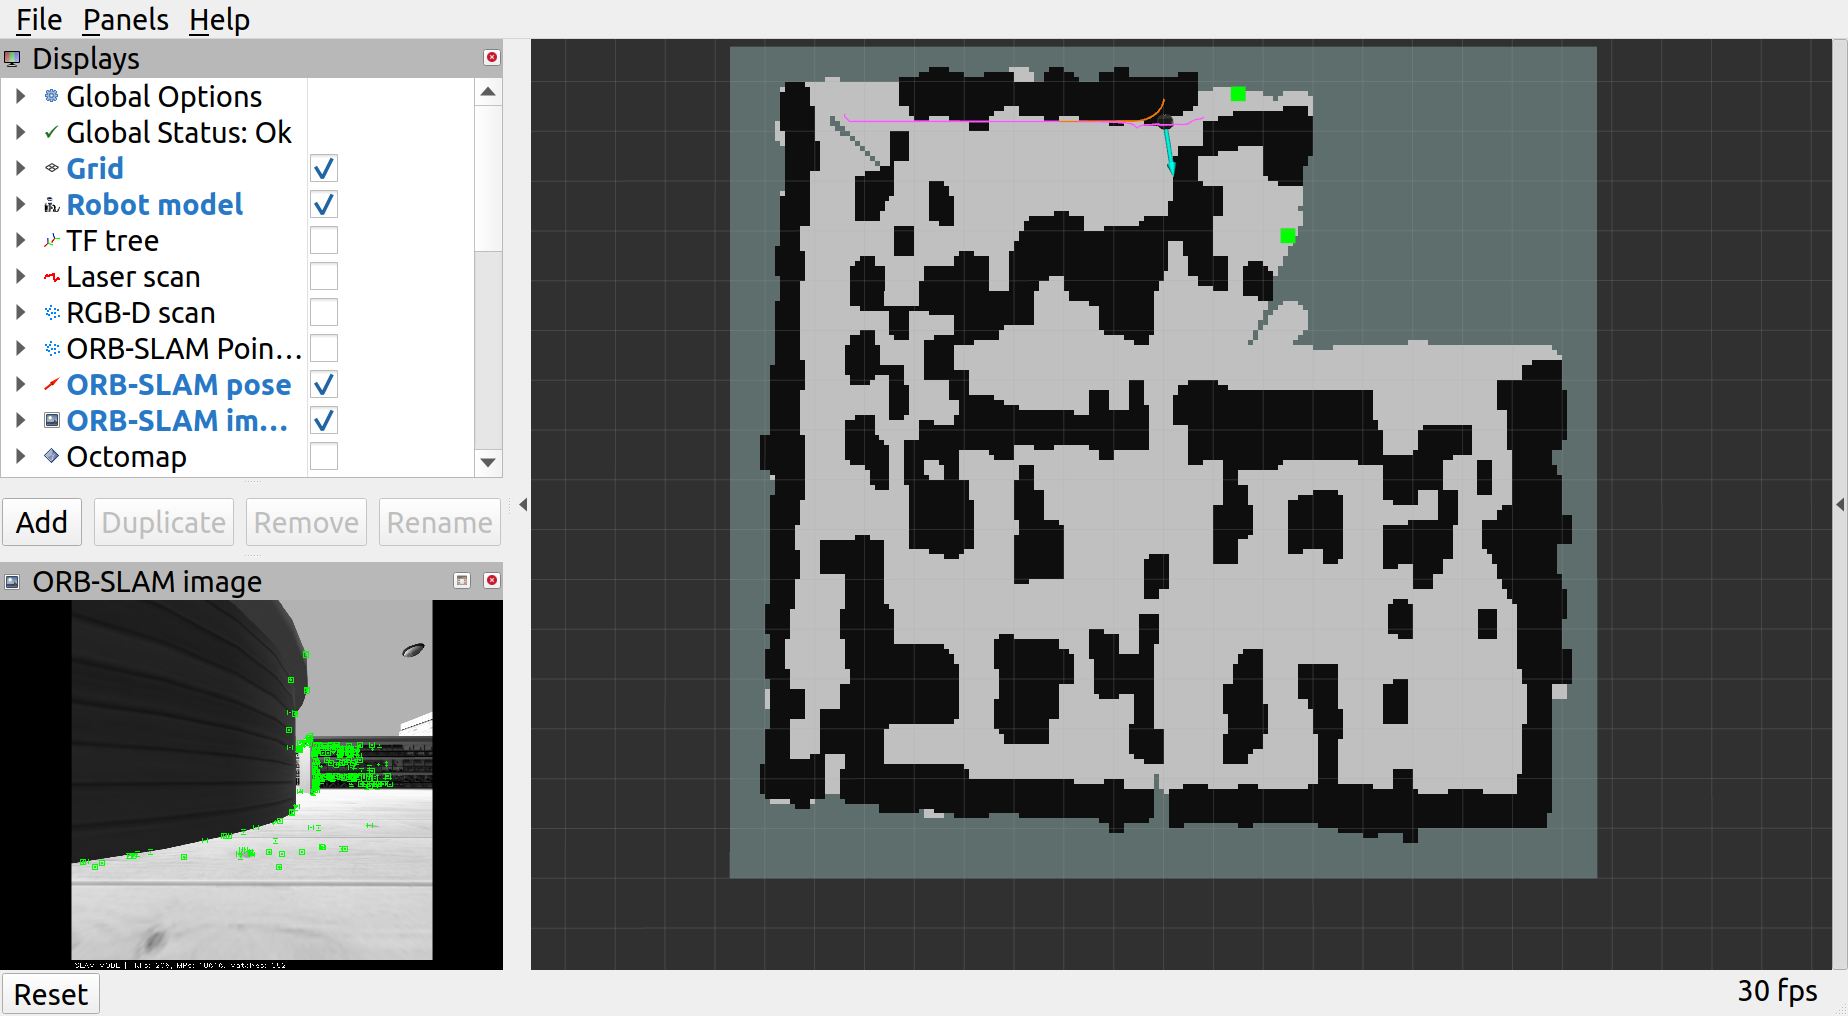 File Panels Help
Displays
Global Options
Global Status: Ok
Grid
Robot model
TF tree
Laser scan
RGB-D scan
ORB-SLAM Poin...
ORB-SLAM pose
ORB-SLAM im...
Octomap
Add Duplicate Remove Rename
ORB-SLAM image
SLAM MODE |
Reset
30 fps